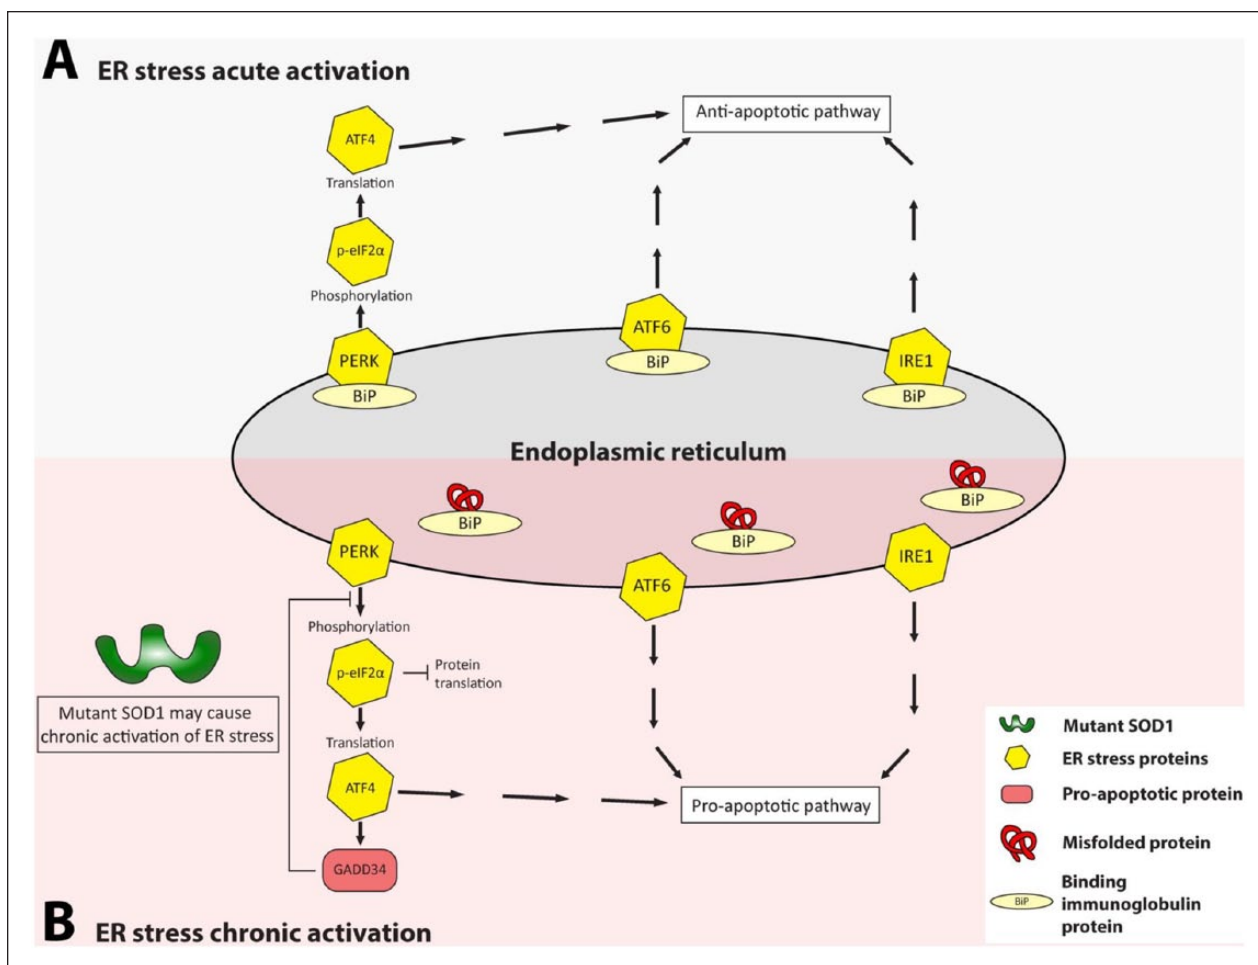 A
ER stress acute activation
ATF4
Anti-apoptotic pathway
Translation
p-eIF2α
Phosphorylation
PERK
BiP
ATF6
BiP
IRE1
BiP
Endoplasmic reticulum
BiP
BiP
BiP
PERK
ATF6
IRE1
Phosphorylation
p-eIF2α
Protein
translation
Mutant SOD1 may cause
chronic activation of ER stress
Translation
ATF4
Pro-apoptotic pathway
GADD34
Mutant SOD1
ER stress proteins
Pro-apoptotic protein
Misfolded protein
BiP
Binding
immunoglobulin
protein
B
ER stress chronic activation